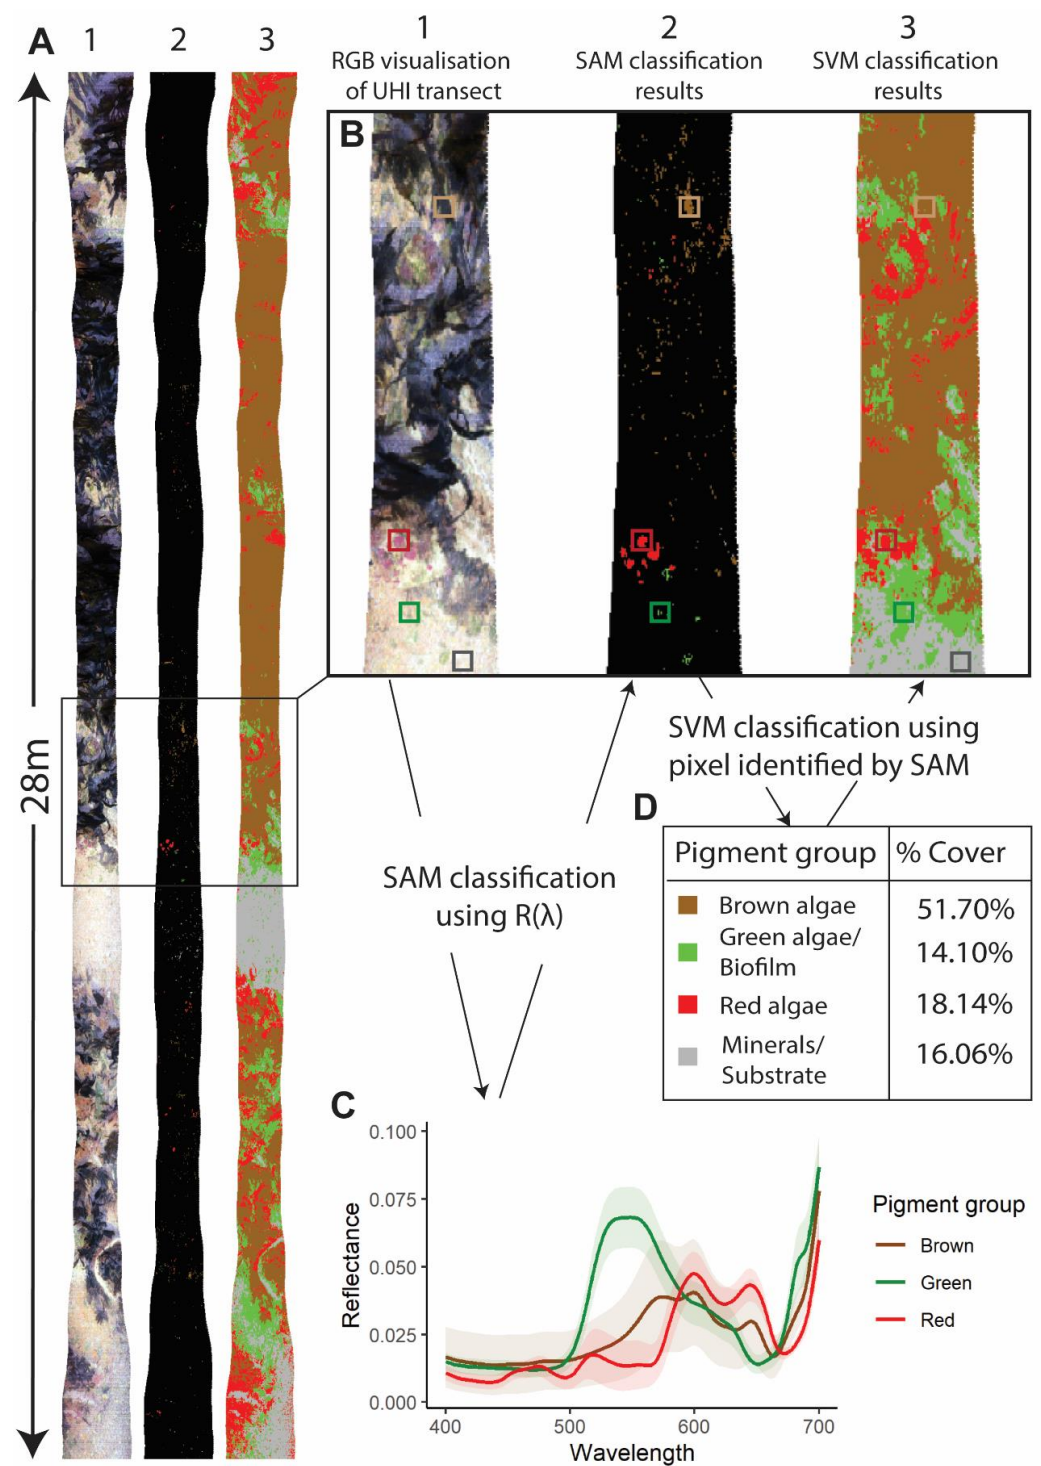 A
1
2
3
28m
1
RGB visualisation
of UHI transect
2
SAM classification
results
3
SVM classification
results
B
SAM classification
using R(λ)
SVM classification using
pixel identified by SAM
D
Pigment group
% Cover
Brown algae
51.70%
Green algae/
Biofilm
14.10%
Red algae
18.14%
Minerals/
Substrate
16.06%
C
0.100
0.075
0.050
0.025
0.000
Reflectance
400
500
600
700
Wavelength
Pigment group
Brown
Green
Red